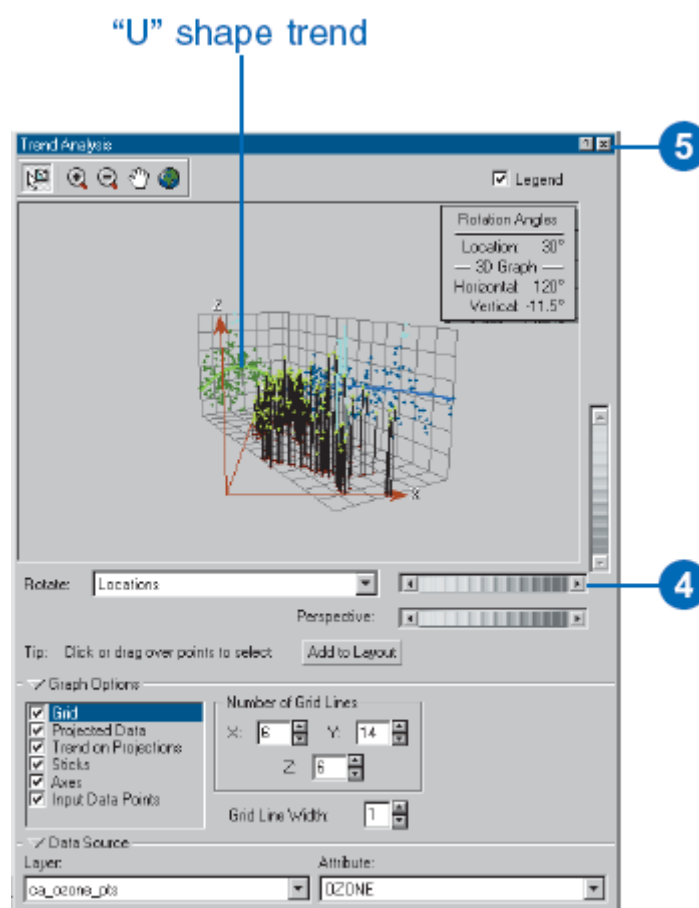 “U” shape trend
Trend Analysis
5
Legend
Rotation Angles
Location: 30°
3D Graph
Horizontal: 120°
Vertical: -11.5°
Z
X
Rotate: Locations
4
Perspective:
Tip: Click or drag over points to select Add to Layout
Graph Options
Grid
Projected Data
Trend on Projections
Sticks
Axes
Input Data Points
Number of Grid Lines
X: 6 Y: 14
Z: 6
Grid Line Width: 1
Data Source
Layer: Attribute:
ca_ozone_pts OZONE